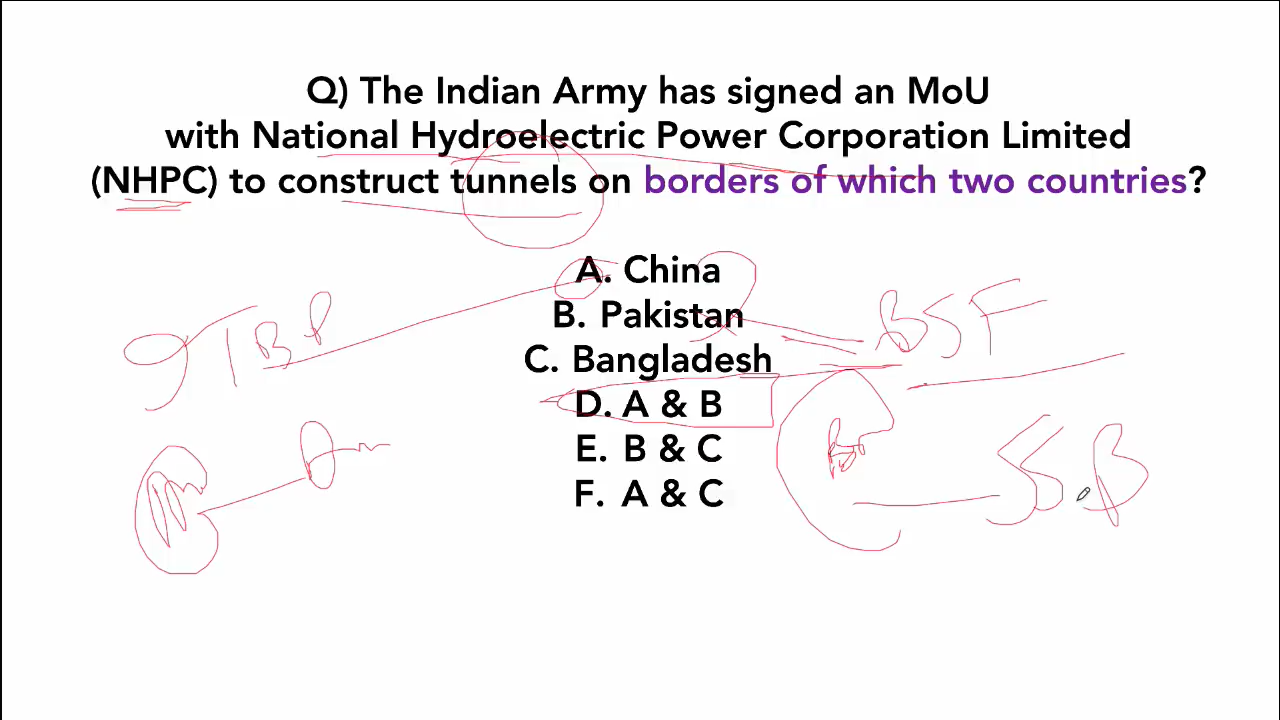 Q) The Indian Army has signed an MoU
with National Hydroelectric Power Corporation Limited
(NHPC) to construct tunnels on borders of which two countries?
A. China
B. Pakistan
C. Bangladesh
D. A & B
E. B & C
F. A & C
ITBP
BSF